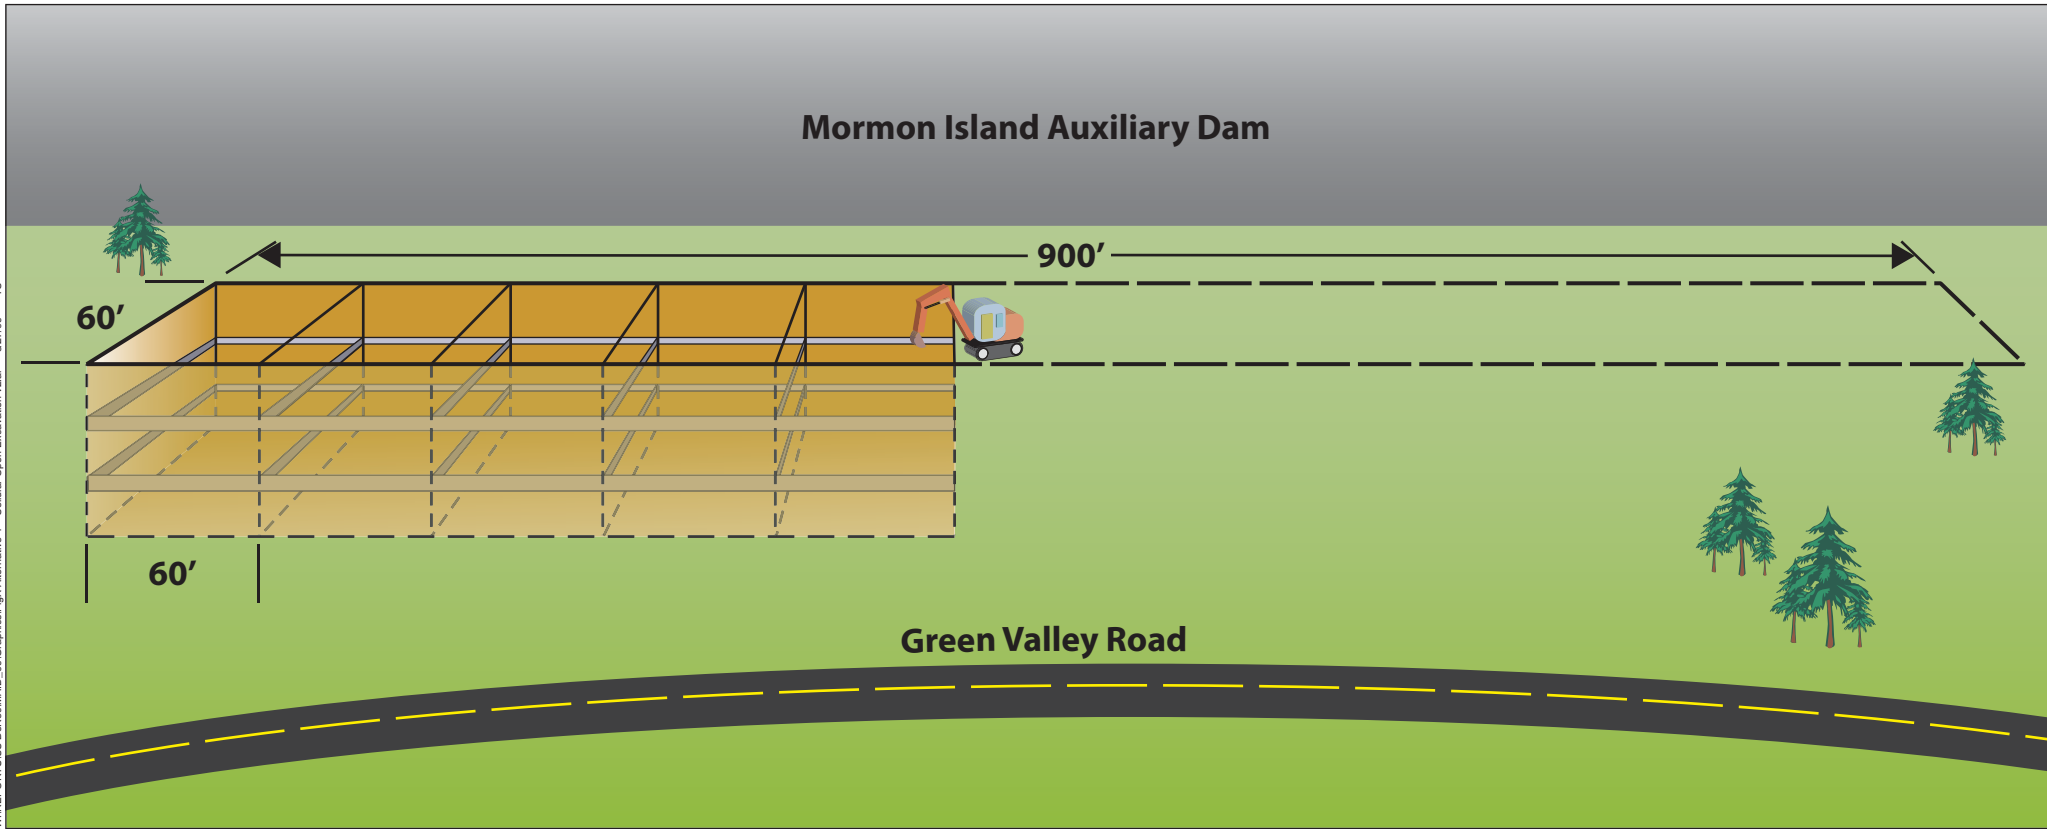 Mormon Island Auxiliary Dam
900’
60’
60’
Green Valley Road